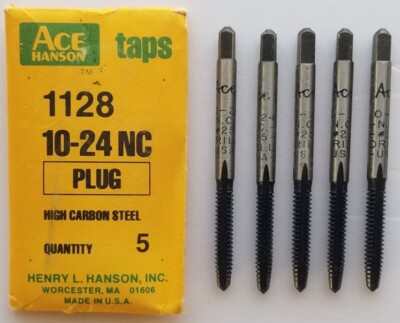 ACE
HANSON
TM
taps
1128
10-24 NC
PLUG
HIGH CARBON STEEL
QUANTITY 5
HENRY L. HANSON, INC.
WORCESTER, MA 01606
MADE IN U.S.A.
Ace